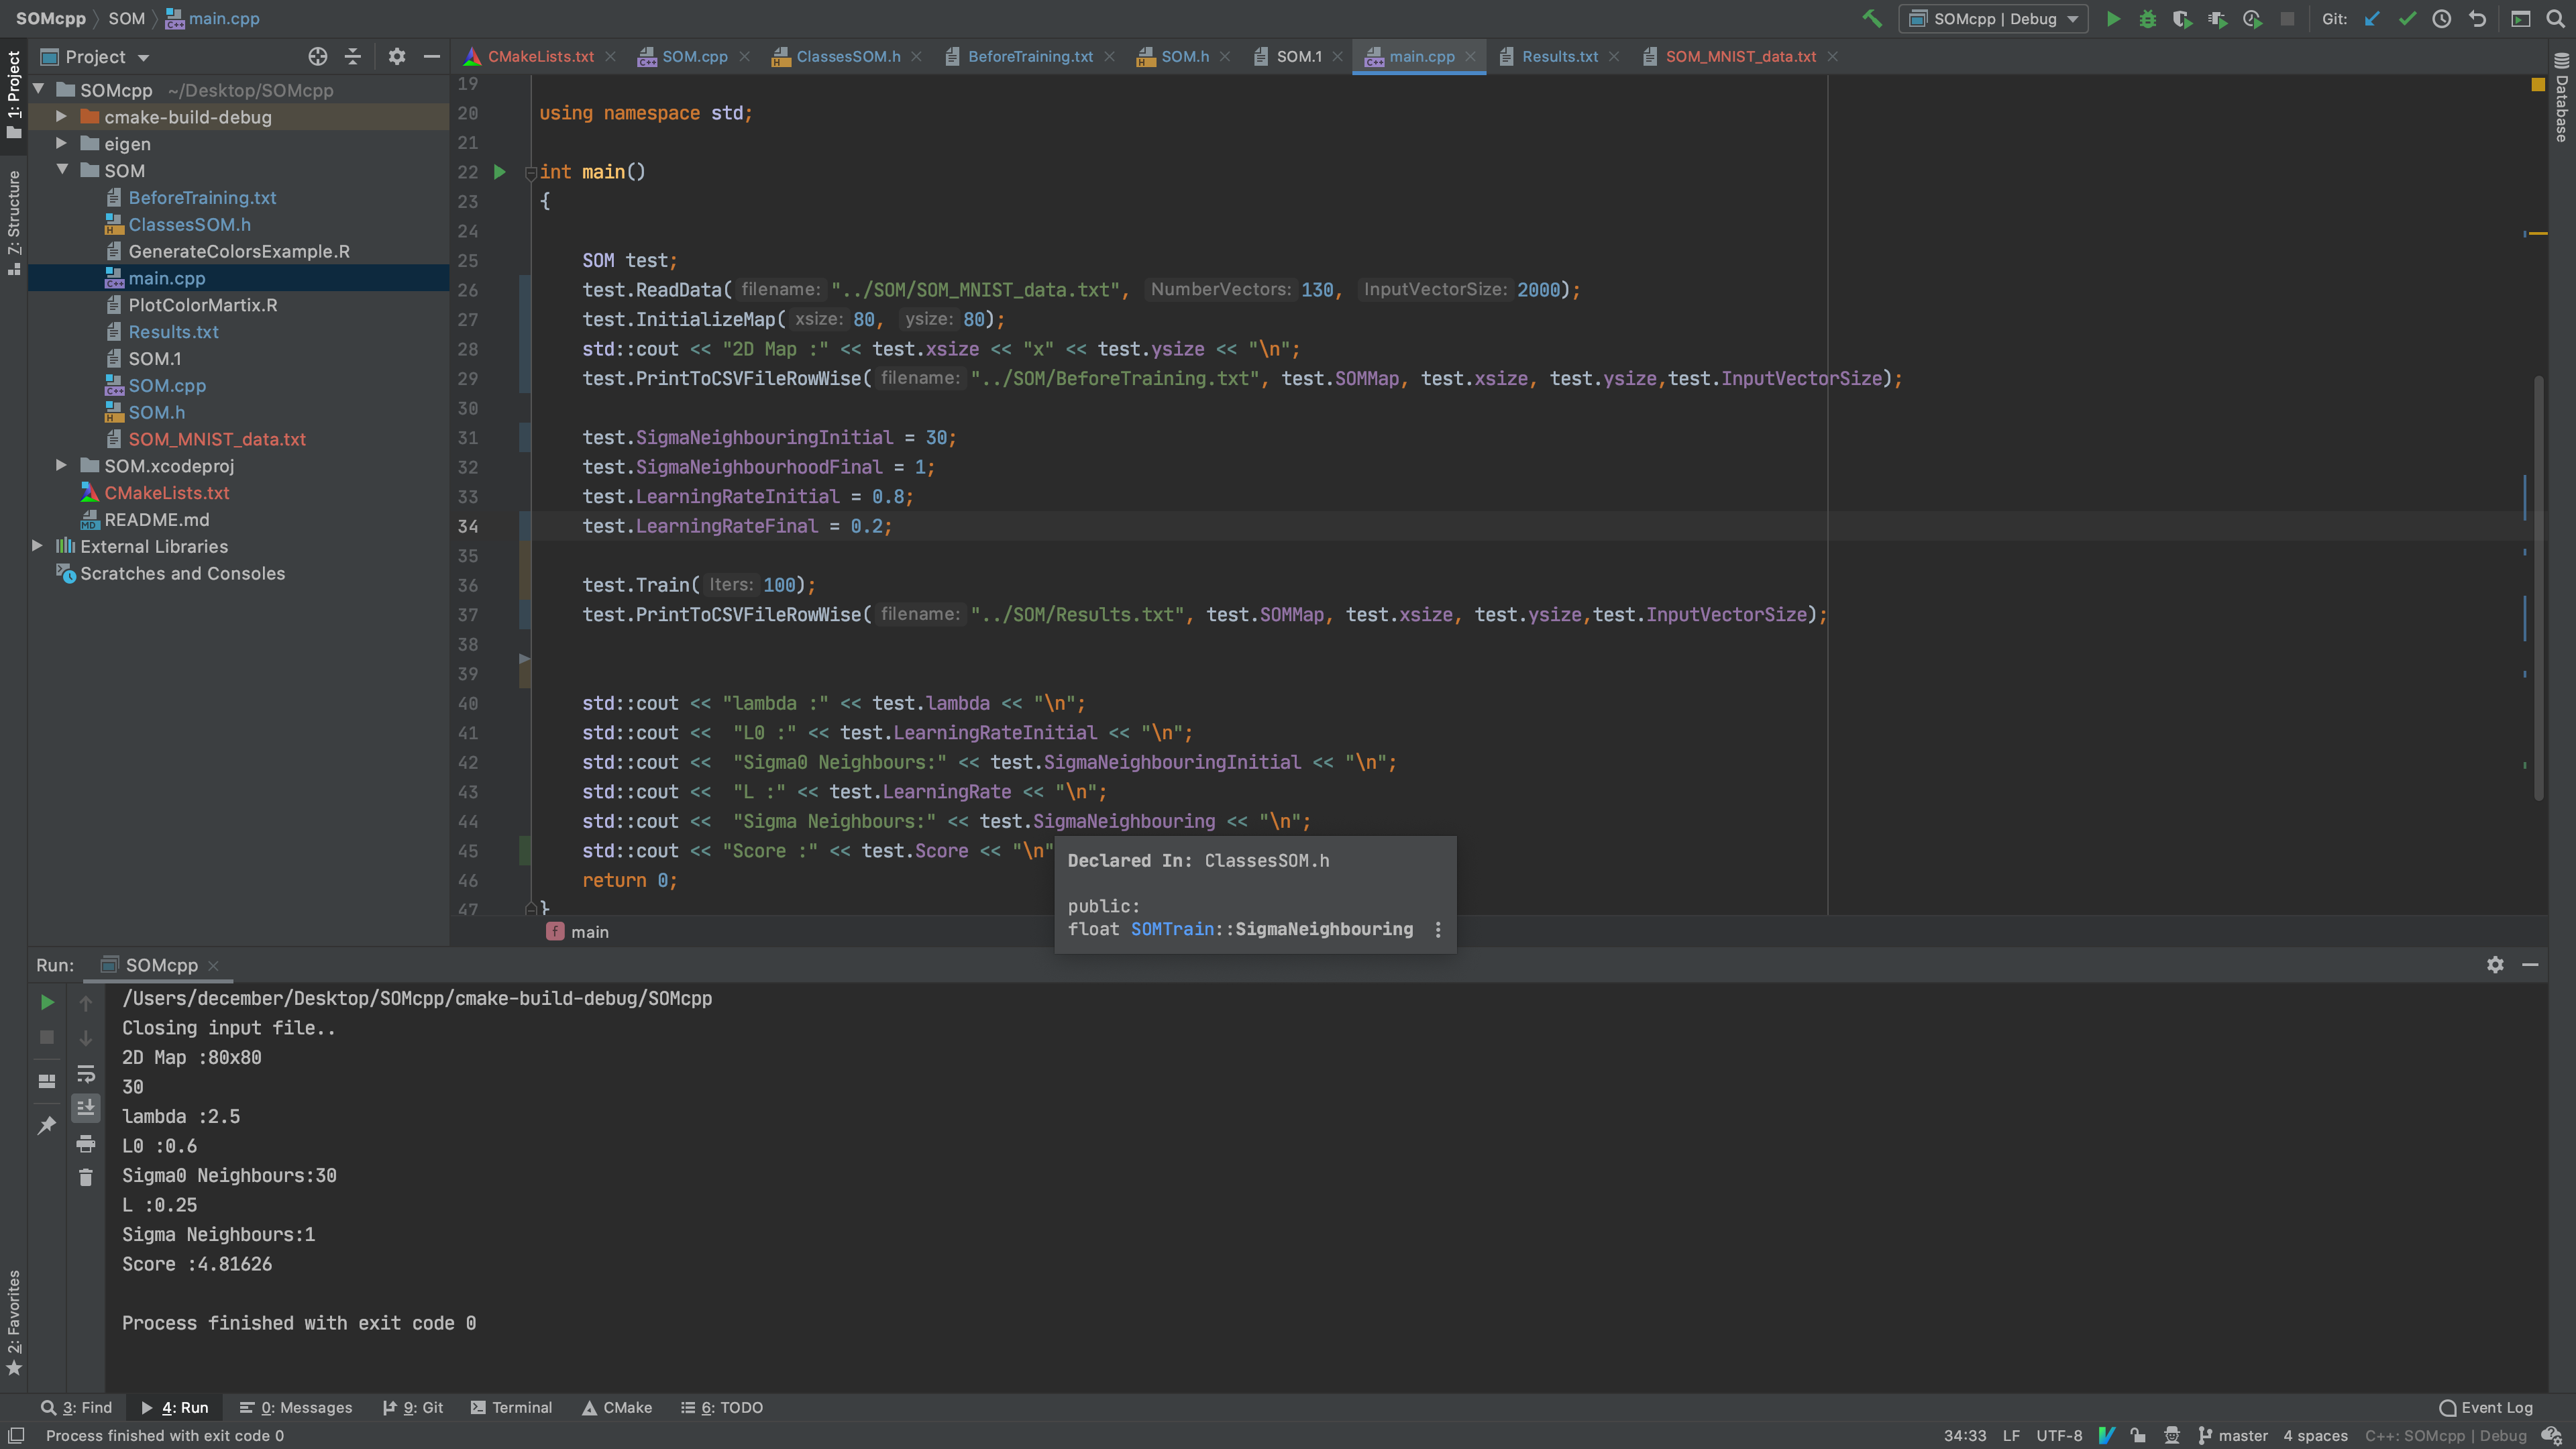 SOMcpp SOM main.cpp SOMcpp | Debug Git:
1: Project
Z: Structure
2: Favorites
Database
Project
CMakeLists.txt SOM.cpp ClassesSOM.h BeforeTraining.txt SOM.h SOM.1 main.cpp Results.txt SOM_MNIST_data.txt
SOMcpp ~/Desktop/SOMcpp
cmake-build-debug
eigen
SOM
BeforeTraining.txt
ClassesSOM.h
GenerateColorsExample.R
main.cpp
PlotColorMartix.R
Results.txt
SOM.1
SOM.cpp
SOM.h
SOM_MNIST_data.txt
SOM.xcodeproj
CMakeLists.txt
README.md
External Libraries
Scratches and Consoles
19
20 using namespace std;
21
22 int main()
23 {
24
25 SOM test;
26 test.ReadData( filename: "../SOM/SOM_MNIST_data.txt", NumberVectors: 130, InputVectorSize: 2000);
27 test.InitializeMap( xsize: 80, ysize: 80);
28 std::cout << "2D Map :" << test.xsize << "x" << test.ysize << "\n";
29 test.PrintToCSVFileRowWise( filename: "../SOM/BeforeTraining.txt", test.SOMMap, test.xsize, test.ysize,test.InputVectorSize);
30
31 test.SigmaNeighbouringInitial = 30;
32 test.SigmaNeighbourhoodFinal = 1;
33 test.LearningRateInitial = 0.8;
34 test.LearningRateFinal = 0.2;
35
36 test.Train( Iters: 100);
37 test.PrintToCSVFileRowWise( filename: "../SOM/Results.txt", test.SOMMap, test.xsize, test.ysize,test.InputVectorSize);
38
39
40 std::cout << "lambda :" << test.lambda << "\n";
41 std::cout << "L0 :" << test.LearningRateInitial << "\n";
42 std::cout << "Sigma0 Neighbours:" << test.SigmaNeighbouringInitial << "\n";
43 std::cout << "L :" << test.LearningRate << "\n";
44 std::cout << "Sigma Neighbours:" << test.SigmaNeighbouring << "\n";
45 std::cout << "Score :" << test.Score << "\n"
46 return 0;
47 }
Declared In: ClassesSOM.h
public:
float SOMTrain::SigmaNeighbouring
f main
Run: SOMcpp
/Users/december/Desktop/SOMcpp/cmake-build-debug/SOMcpp
Closing input file..
2D Map :80x80
30
lambda :2.5
L0 :0.6
Sigma0 Neighbours:30
L :0.25
Sigma Neighbours:1
Score :4.81626
Process finished with exit code 0
3: Find 4: Run 0: Messages 9: Git Terminal CMake 6: TODO Event Log
Process finished with exit code 0 34:33 LF UTF-8 master 4 spaces C++: SOMcpp | Debug